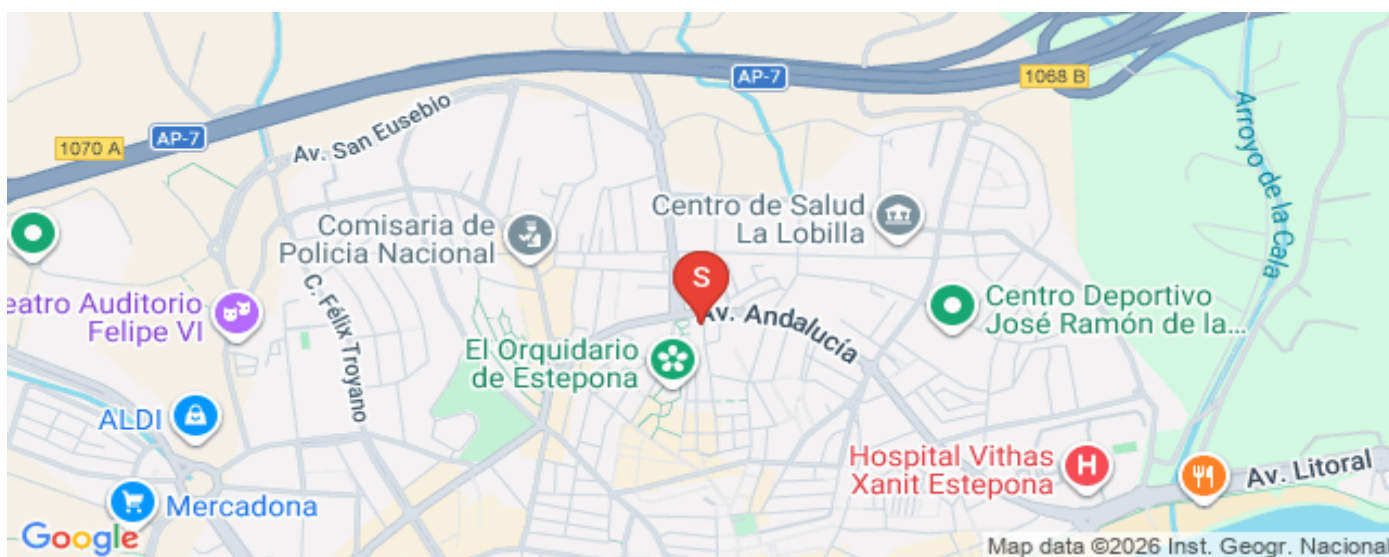 AP-7
1068 B
1070 A
AP-7
Av. San Eusebio
Arroyo de la Cala
Comisaria de
Policia Nacional
Centro de Salud
La Lobilla
S
eatro Auditorio
Felipe VI
C. Félix Troyano
Av. Andalucía
Centro Deportivo
José Ramón de la...
El Orquidario
de Estepona
ALDI
Hospital Vithas
Xanit Estepona
H
Av. Litoral
Mercadona
Google
Map data ©2026 Inst. Geogr. Nacional